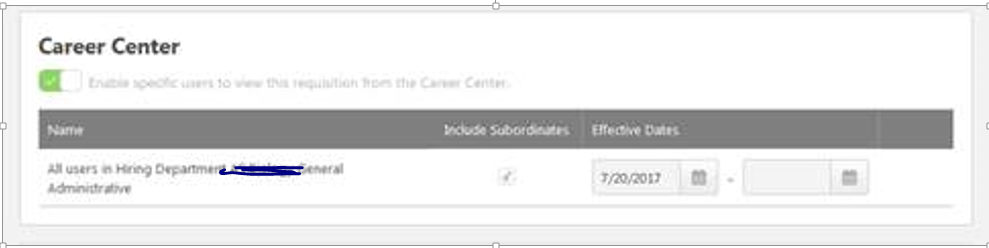 Career Center
Enable specific users to view this requisition from the Career Center.
Name Include Subordinates Effective Dates
All users in Hiring Department General
Administrative
7/20/2017 -